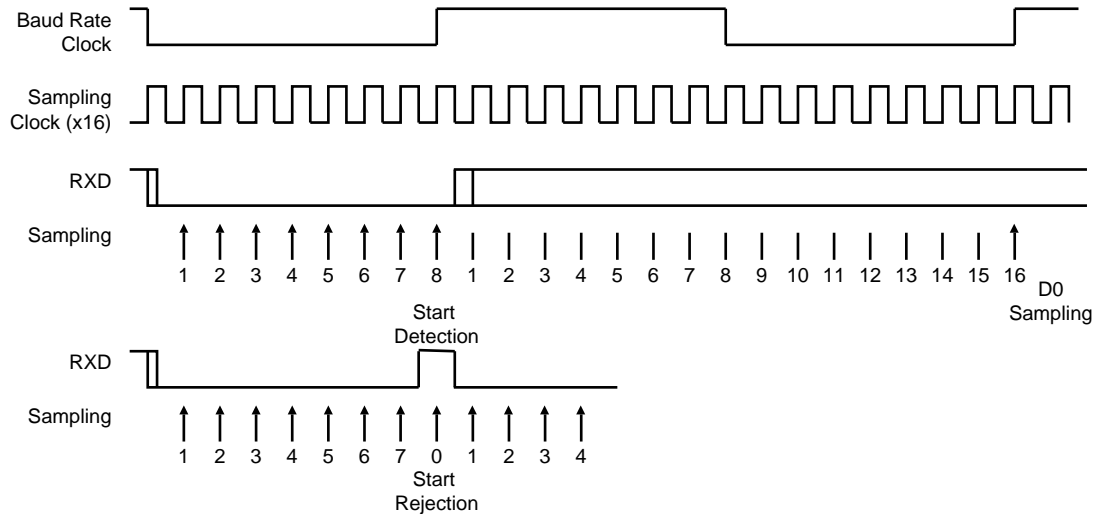 Baud Rate
Clock
Sampling
Clock (x16)
RXD
Sampling
1 2 3 4 5 6 7 8 1 2 3 4 5 6 7 8 9 10 11 12 13 14 15 16
D0
Sampling
Start
Detection
RXD
Sampling
1 2 3 4 5 6 7 0 1 2 3 4
Start
Rejection